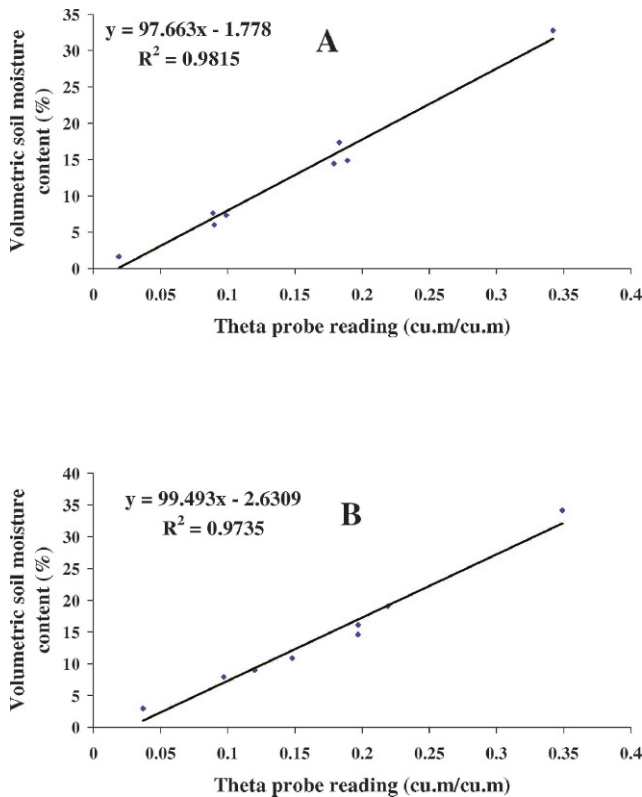 y = 97.663x - 1.778
R² = 0.9815
A
Volumetric soil moisture
content (%)
35
30
25
20
15
10
5
0
0 0.05 0.1 0.15 0.2 0.25 0.3 0.35 0.4
Theta probe reading (cu.m/cu.m)
y = 99.493x - 2.6309
R² = 0.9735
B
Volumetric soil moisture
content (%)
40
35
30
25
20
15
10
5
0
0 0.05 0.1 0.15 0.2 0.25 0.3 0.35 0.4
Theta probe reading (cu.m/cu.m)